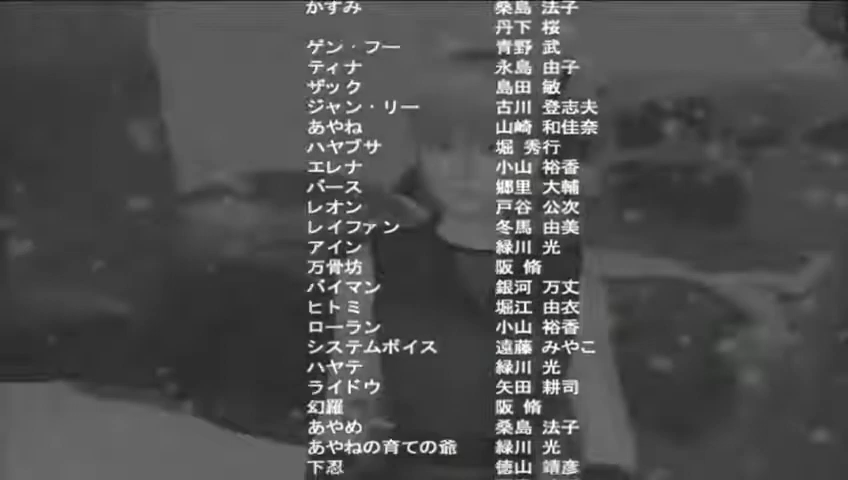 かすみ 桑島 法子
丹下 桜
ゲン・フー 青野 武
ティナ 永島 由子
ザック 島田 敏
ジャン・リー 古川 登志夫
あやね 山崎 和佳奈
ハヤブサ 堀 秀行
エレナ 小山 裕香
バース 郷里 大輔
レオン 戸谷 公次
レイファン 冬馬 由美
アイン 緑川 光
万骨坊 阪 脩
バイマン 銀河 万丈
ヒトミ 堀江 由衣
ローラン 小山 裕香
システムボイス 遠藤 みやこ
ハヤテ 緑川 光
ライドウ 矢田 耕司
幻羅 阪 脩
あやめ 桑島 法子
あやねの育ての爺 緑川 光
下忍 徳山 靖彦